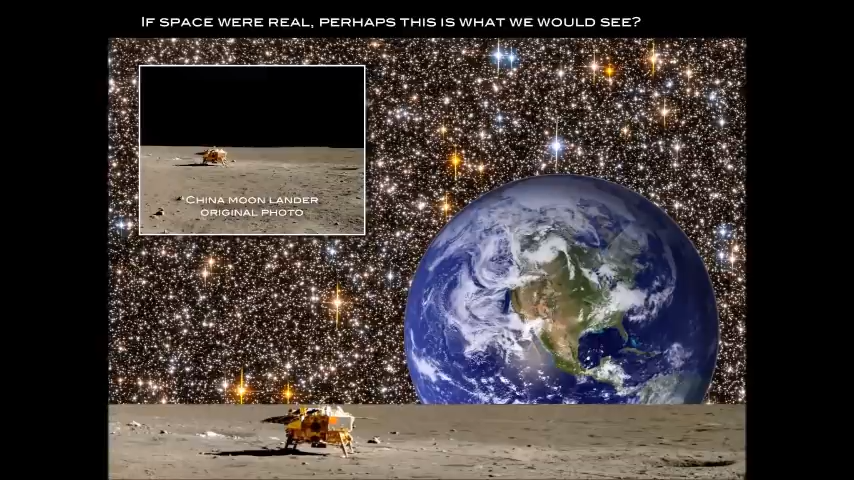 If space were real, perhaps this is what we would see?
*China moon lander
original photo